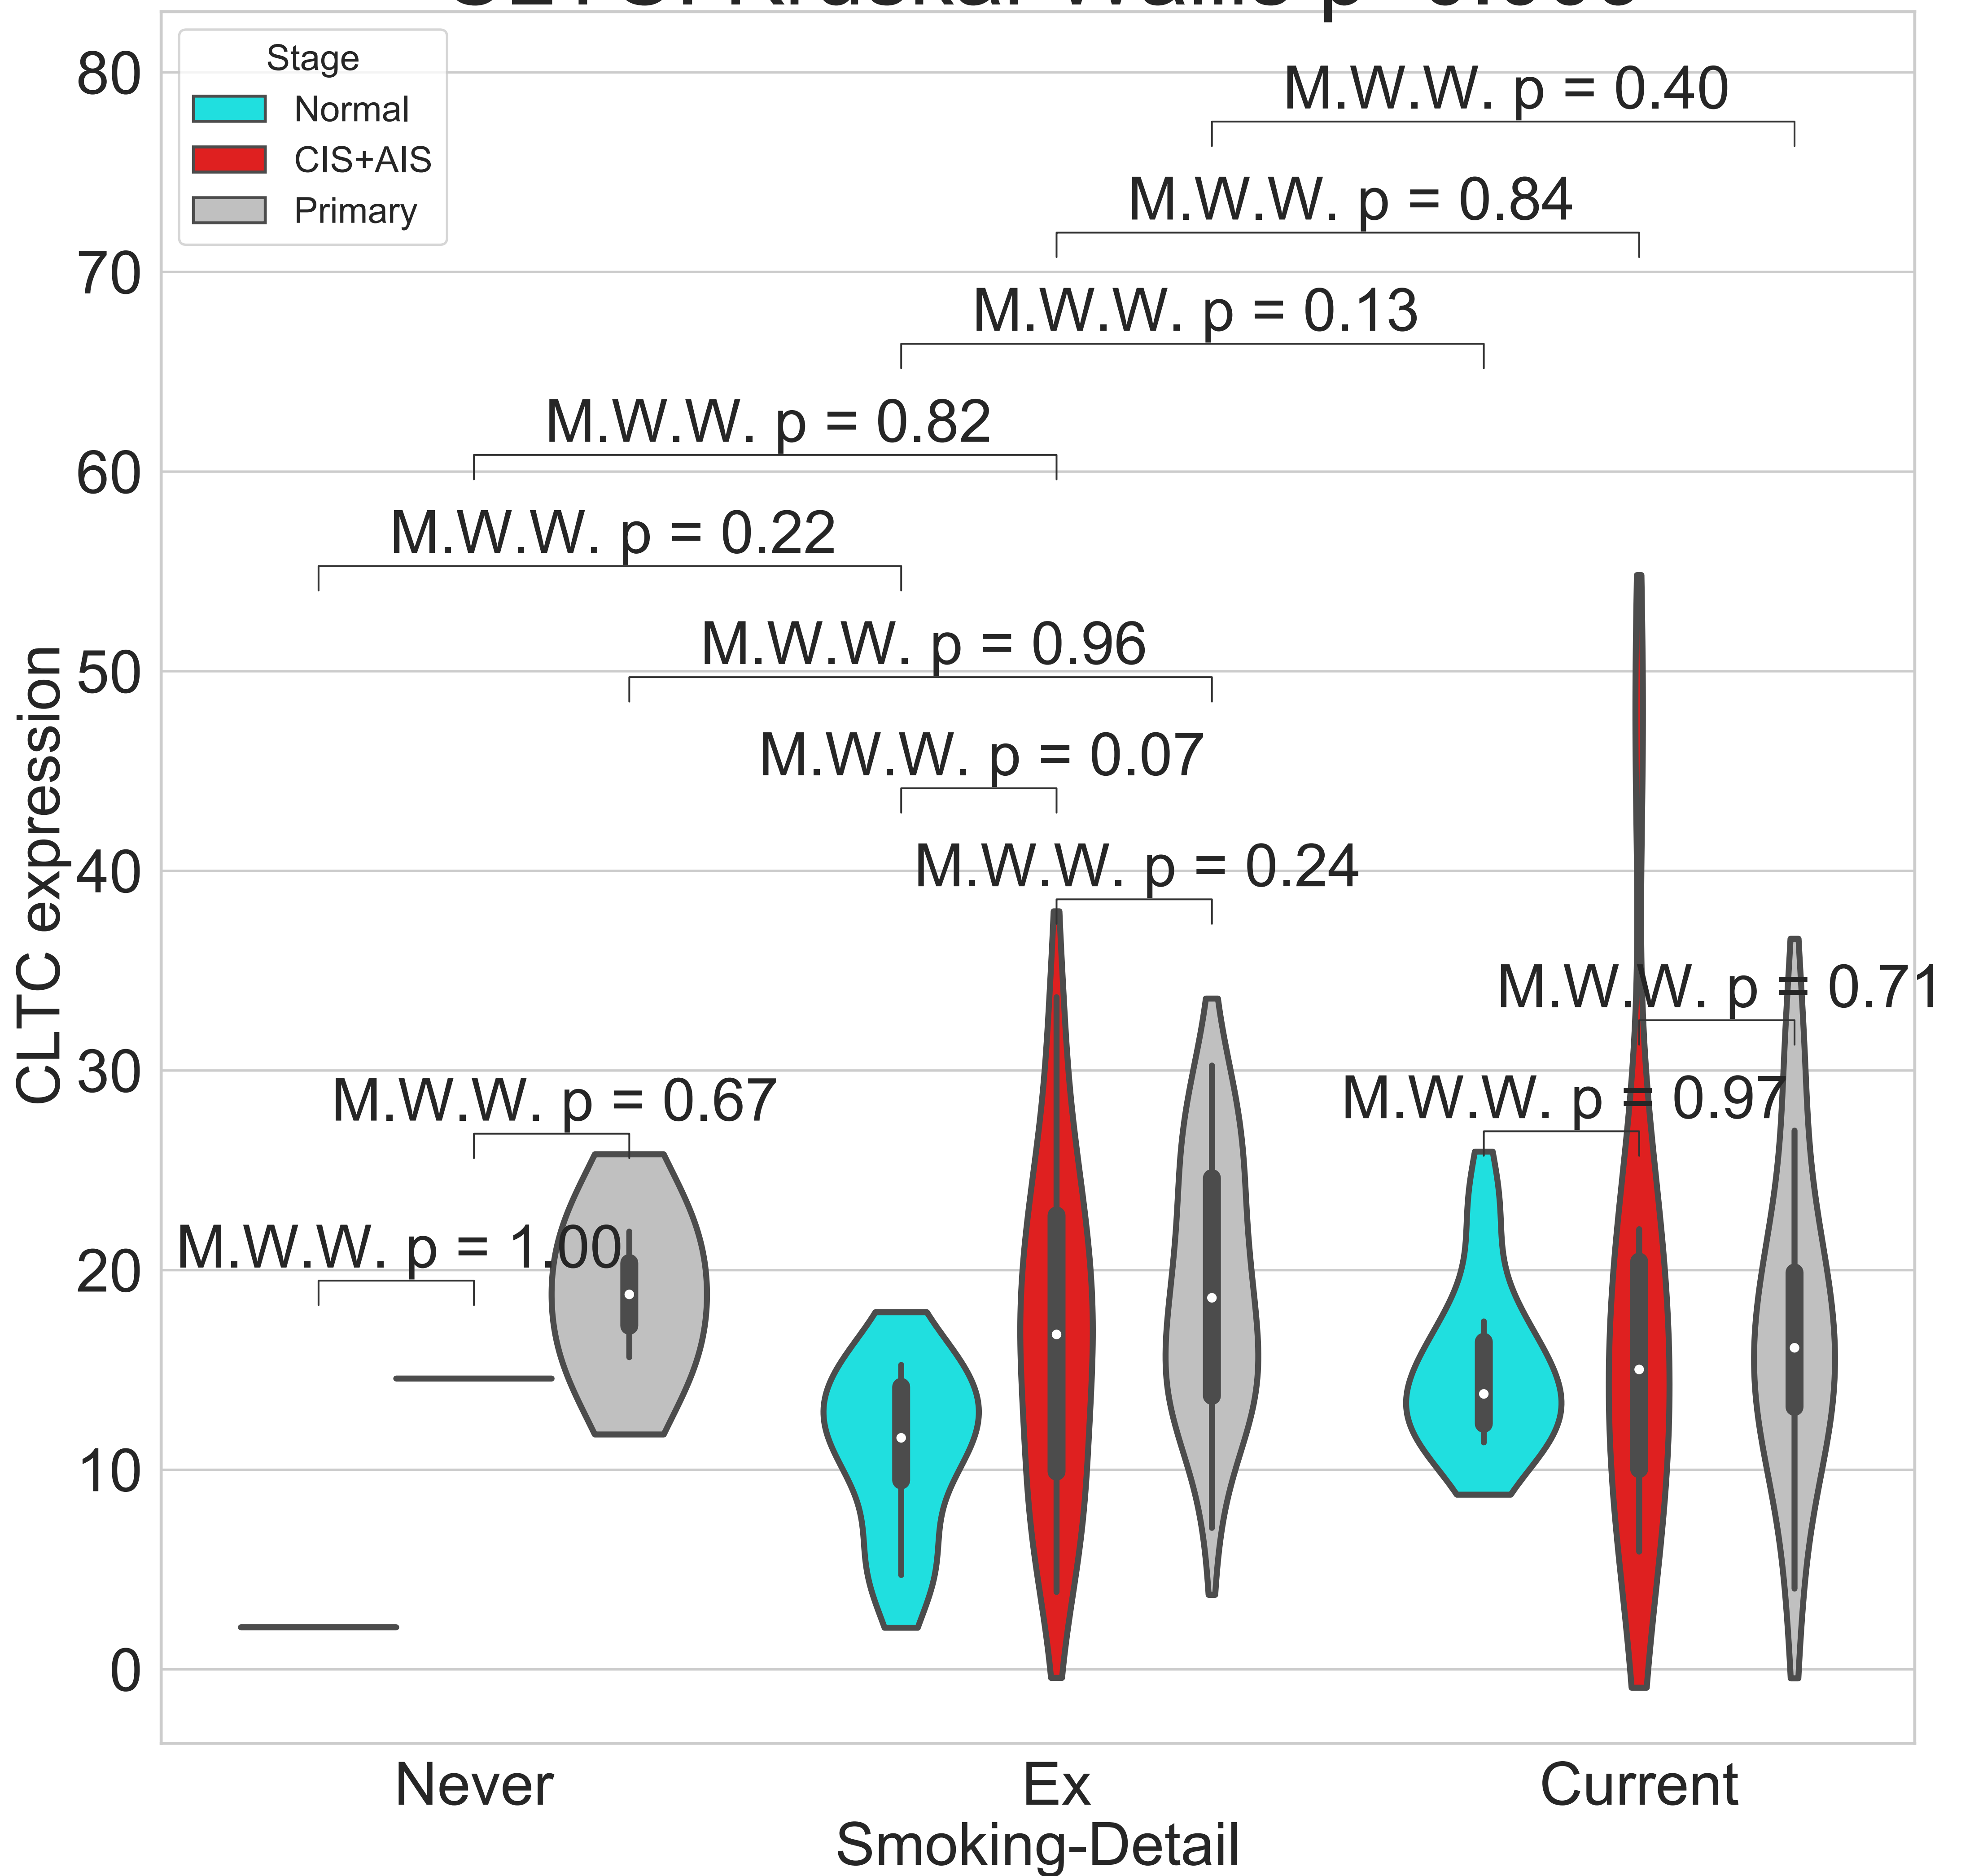 Stage
Normal
CIS+AIS
Primary
80
70
60
50
40
30
20
10
0
CLTC expression
M.W.W. p = 0.40
M.W.W. p = 0.84
M.W.W. p = 0.13
M.W.W. p = 0.82
M.W.W. p = 0.22
M.W.W. p = 0.96
M.W.W. p = 0.07
M.W.W. p = 0.24
M.W.W. p = 0.71
M.W.W. p = 0.67
M.W.W. p = 0.97
M.W.W. p = 1.00
Never
Ex
Current
Smoking-Detail